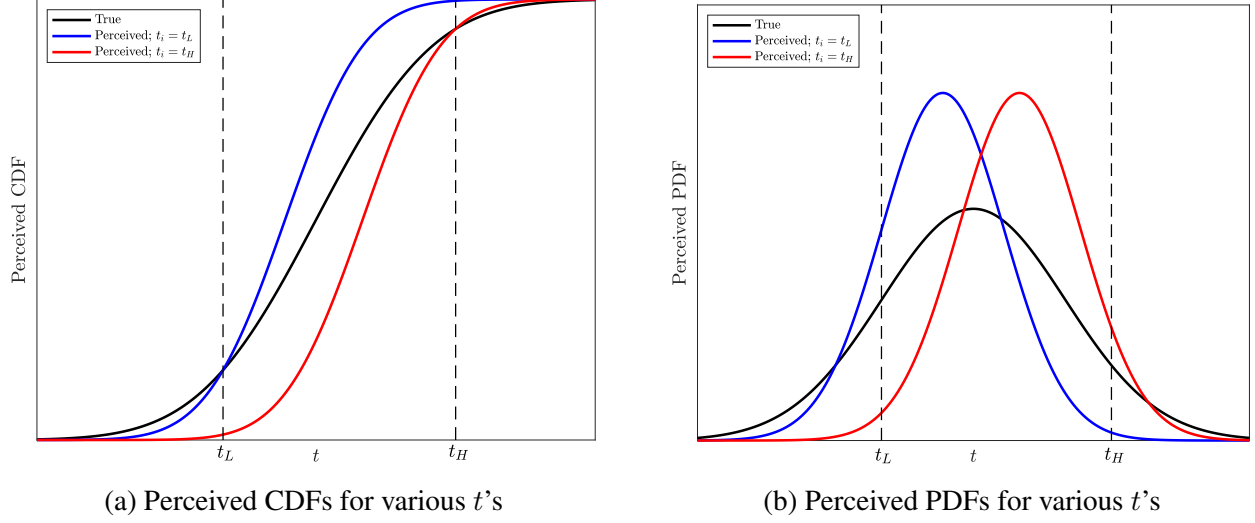 True
Perceived; $t_i = t_L$
Perceived; $t_i = t_H$
Perceived CDF
$t_L$ $t$ $t_H$
(a) Perceived CDFs for various $t$'s
True
Perceived; $t_i = t_L$
Perceived; $t_i = t_H$
Perceived PDF
$t_L$ $t$ $t_H$
(b) Perceived PDFs for various $t$'s